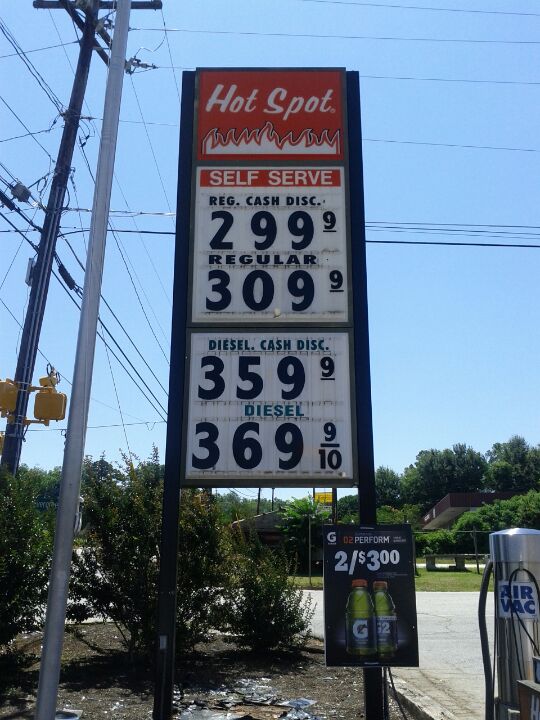 Hot Spot®
SELF SERVE
REG. CASH DISC.
2 99 9
REGULAR
3 09 9
DIESEL. CASH DISC.
3 59 9
DIESEL
3 69 9/10
G 02 PERFORM
2/$3.00
G G2
AIR
VAC